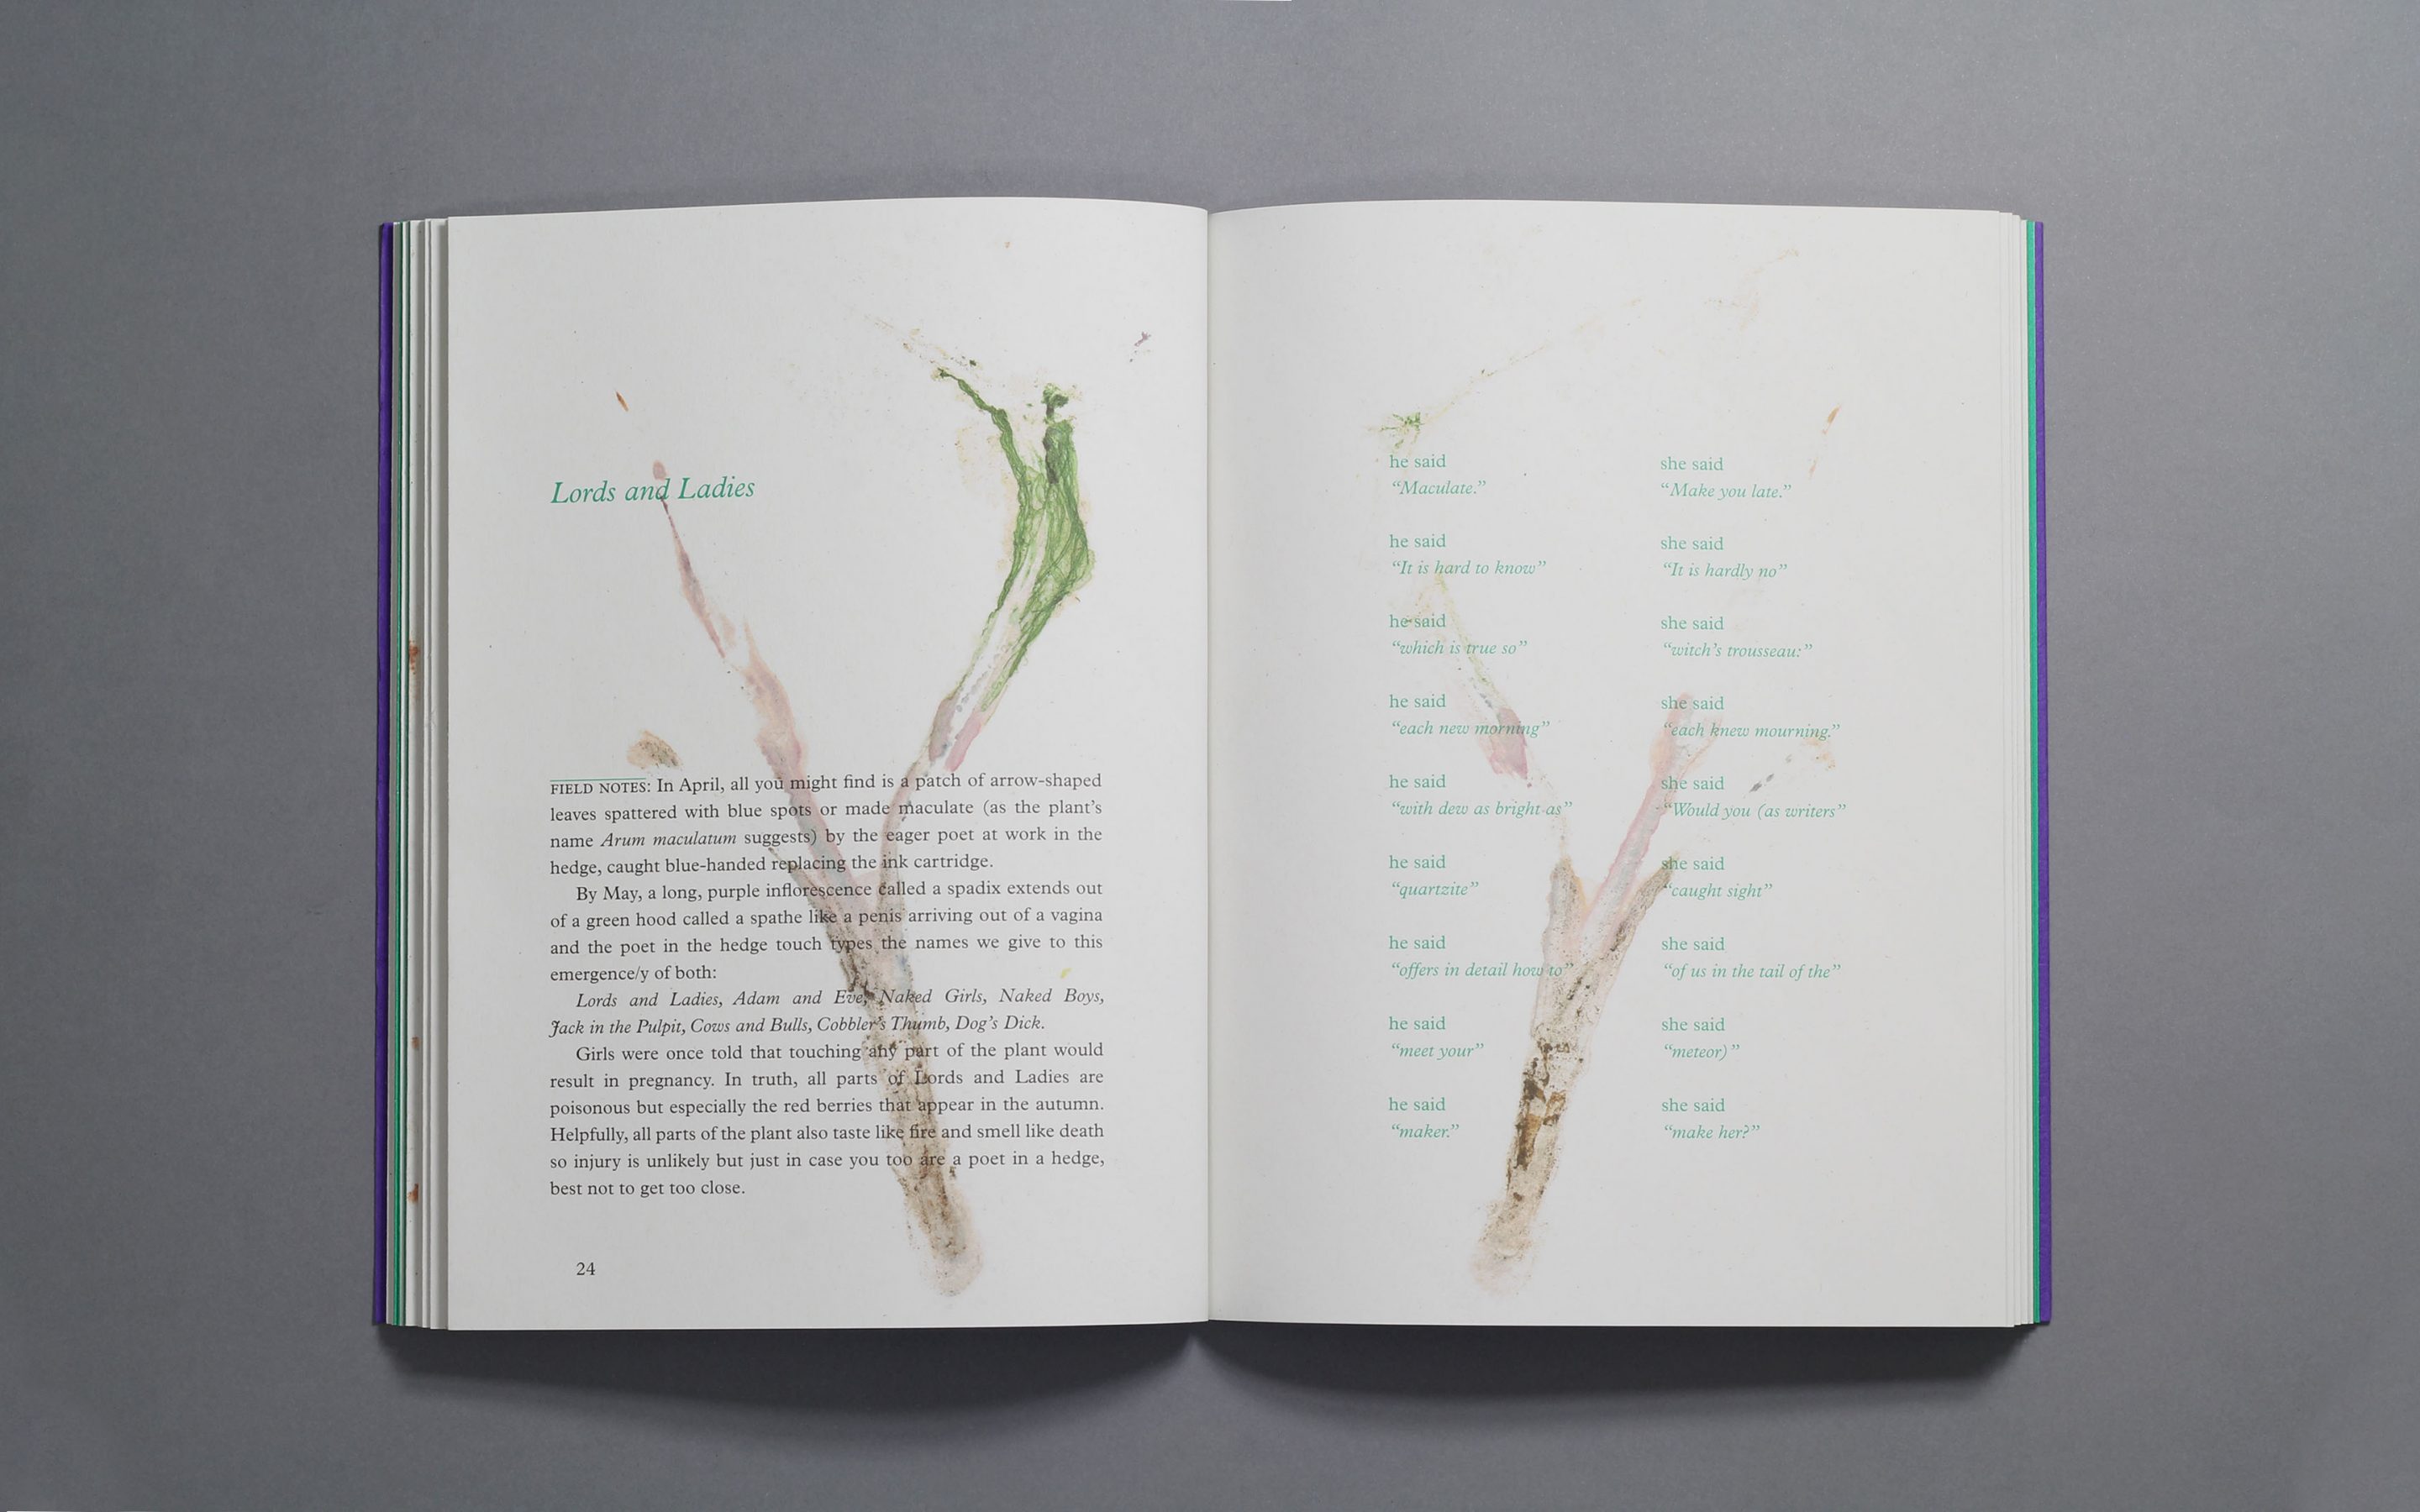 Lords and Ladies
FIELD NOTES: In April, all you might find is a patch of arrow-shaped
leaves spattered with blue spots or made maculate (as the plant's
name Arum maculatum suggests) by the eager poet at work in the
hedge, caught blue-handed replacing the ink cartridge.
By May, a long, purple inflorescence called a spadix extends out
of a green hood called a spathe like a penis arriving out of a vagina
and the poet in the hedge touch types the names we give to this
emergence/y of both:
Lords and Ladies, Adam and Eve, Naked Girls, Naked Boys,
Jack in the Pulpit, Cows and Bulls, Cobbler's Thumb, Dog's Dick.
Girls were once told that touching any part of the plant would
result in pregnancy. In truth, all parts of Lords and Ladies are
poisonous but especially the red berries that appear in the autumn.
Helpfully, all parts of the plant also taste like fire and smell like death
so injury is unlikely but just in case you too are a poet in a hedge,
best not to get too close.
24
he said
“Maculate.”
she said
“Make you late.”
he said
“It is hard to know”
she said
“It is hardly no”
he said
“which is true so”
she said
“witch's trousseau:”
he said
“each new morning”
she said
“each knew mourning.”
he said
“with dew as bright as”
she said
“Would you (as writers”
he said
“quartzite”
she said
“caught sight”
he said
“offers in detail how to”
she said
“of us in the tail of the”
he said
“meet your”
she said
“meteor)”
he said
“maker.”
she said
“make her?”